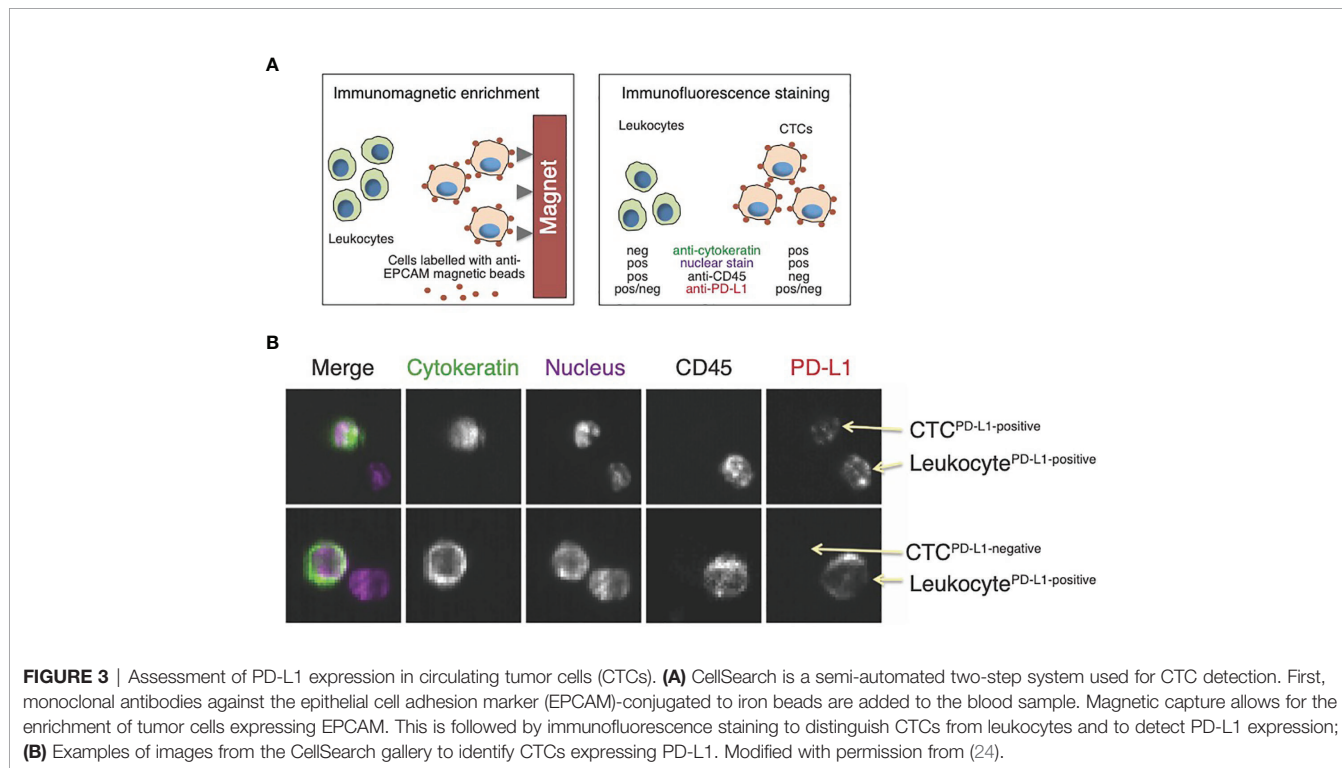 A
Immunomagnetic enrichment
Leukocytes
Cells labelled with anti-
EPCAM magnetic beads
Magnet
Immunofluorescence staining
Leukocytes
CTCs
neg anti-cytokeratin pos
pos nuclear stain pos
pos anti-CD45 neg
pos/neg anti-PD-L1 pos/neg
B
Merge Cytokeratin Nucleus CD45 PD-L1
CTCPD-L1-positive
LeukocytePD-L1-positive
CTCPD-L1-negative
LeukocytePD-L1-positive
FIGURE 3 | Assessment of PD-L1 expression in circulating tumor cells (CTCs). (A) CellSearch is a semi-automated two-step system used for CTC detection. First,
monoclonal antibodies against the epithelial cell adhesion marker (EPCAM)-conjugated to iron beads are added to the blood sample. Magnetic capture allows for the
enrichment of tumor cells expressing EPCAM. This is followed by immunofluorescence staining to distinguish CTCs from leukocytes and to detect PD-L1 expression;
(B) Examples of images from the CellSearch gallery to identify CTCs expressing PD-L1. Modified with permission from (24).